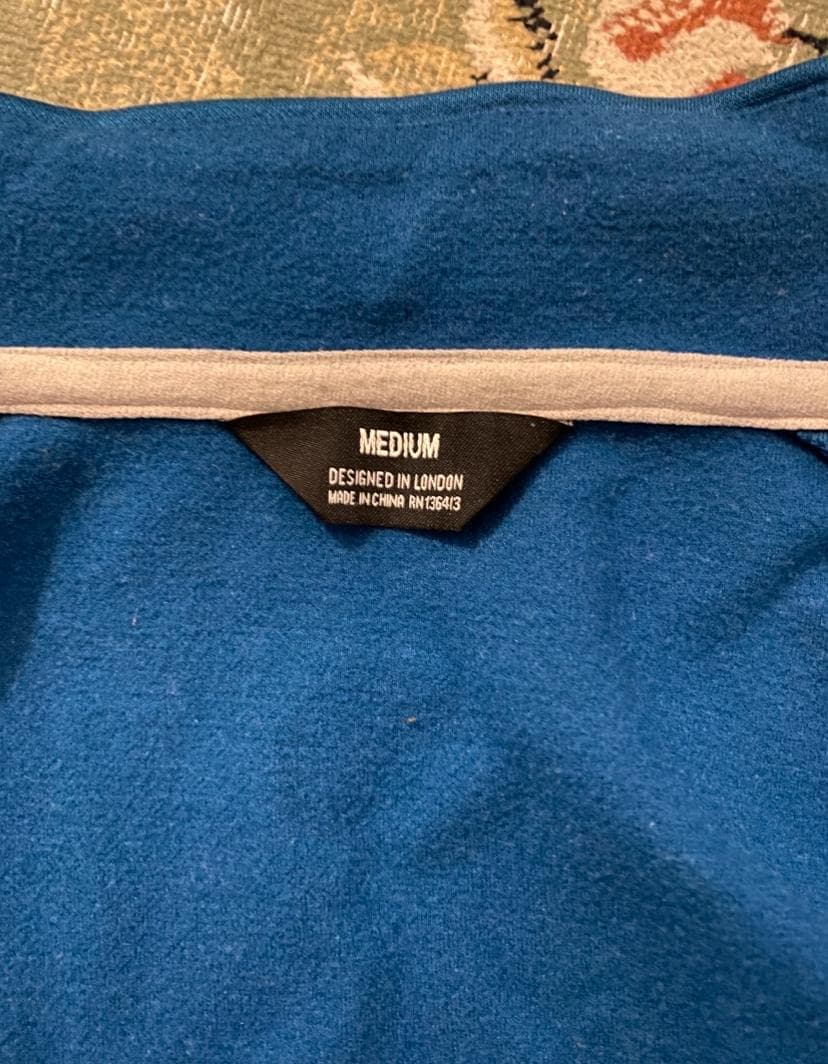 MEDIUM
DESIGNED IN LONDON
MADE IN CHINA RN136413